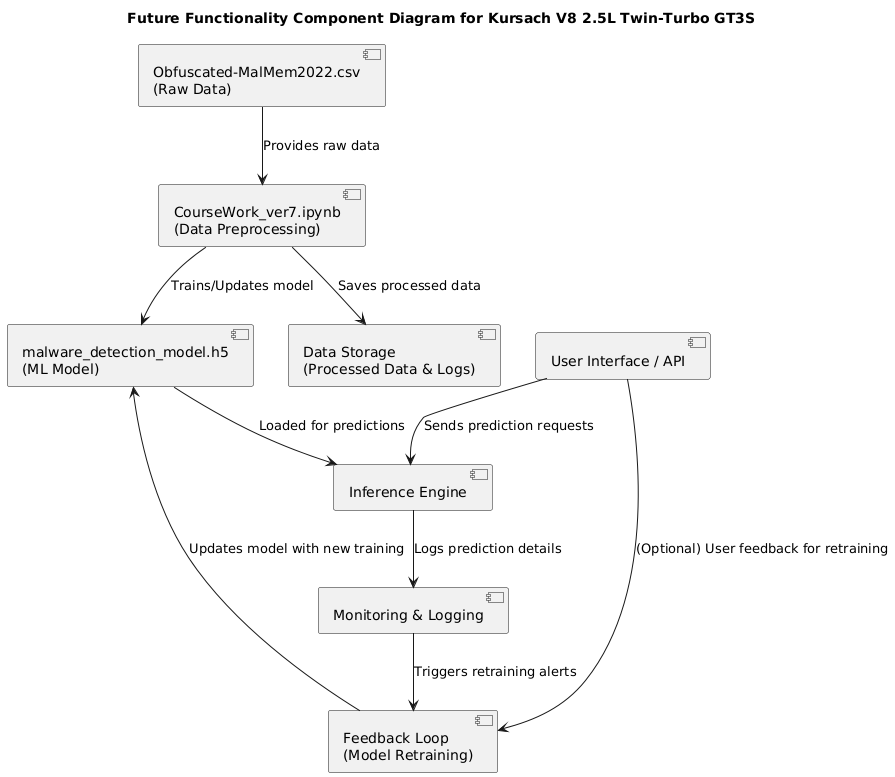 Future Functionality Component Diagram for Kursach V8 2.5L Twin-Turbo GT3S
Obfuscated-MalMem2022.csv
(Raw Data)
Provides raw data
CourseWork_ver7.ipynb
(Data Preprocessing)
Trains/Updates model
Saves processed data
malware_detection_model.h5
(ML Model)
Data Storage
(Processed Data & Logs)
User Interface / API
Loaded for predictions
Sends prediction requests
Inference Engine
Updates model with new training
Logs prediction details
(Optional) User feedback for retraining
Monitoring & Logging
Triggers retraining alerts
Feedback Loop
(Model Retraining)